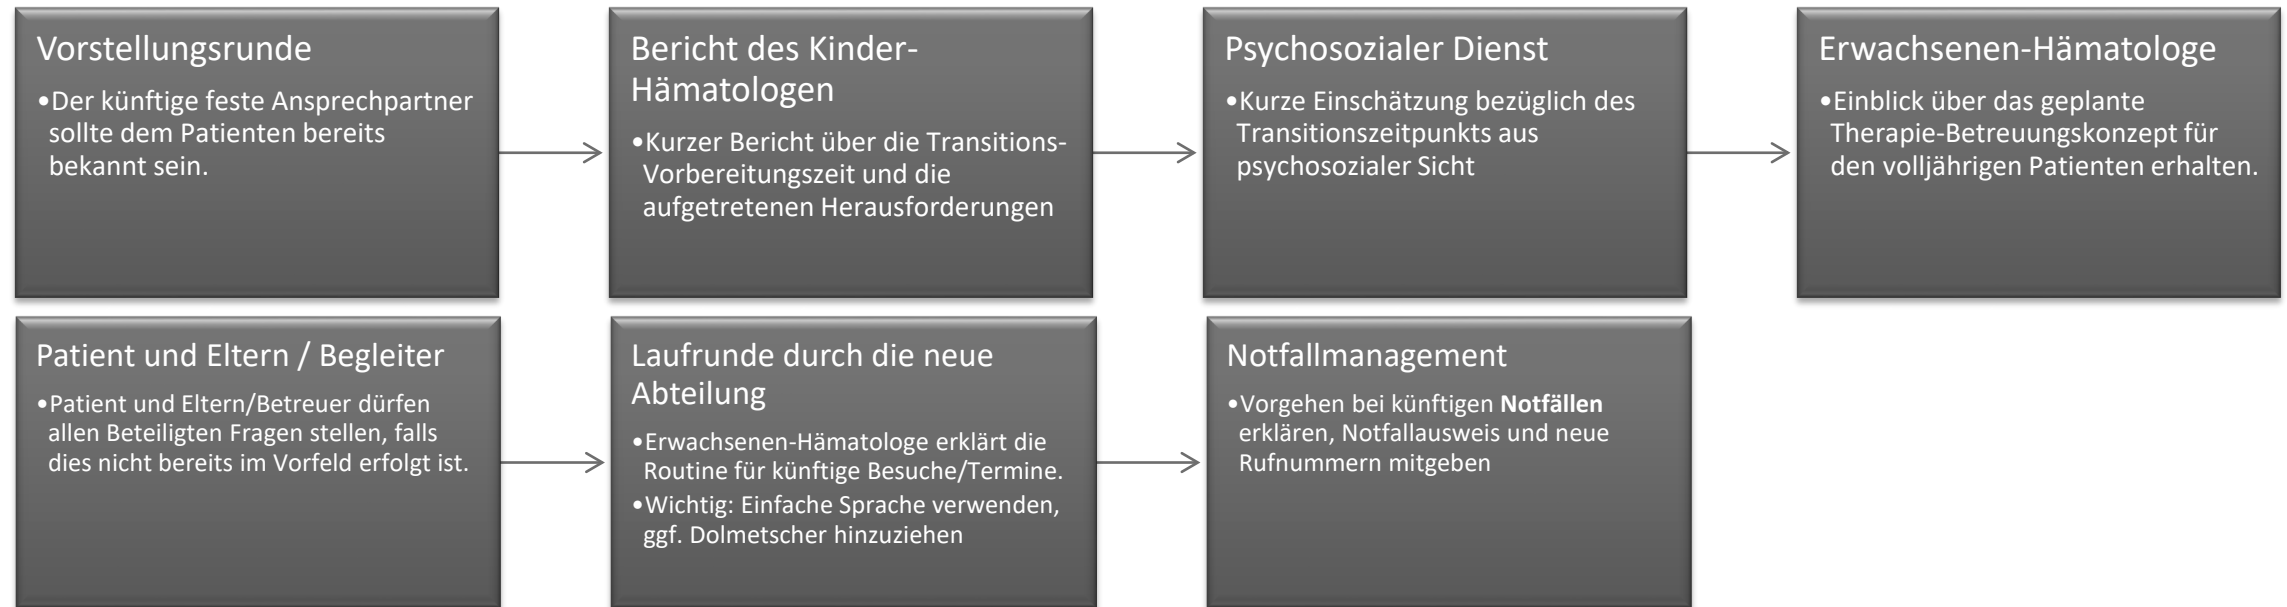 Vorstellungsrunde
•Der künftige feste Ansprechpartner
sollte dem Patienten bereits
bekannt sein.
Bericht des Kinder-
Hämatologen
•Kurzer Bericht über die Transitions-
Vorbereitungszeit und die
aufgetretenen Herausforderungen
Psychosozialer Dienst
•Kurze Einschätzung bezüglich des
Transitionszeitpunkts aus
psychosozialer Sicht
Erwachsenen-Hämatologe
•Einblick über das geplante
Therapie-Betreuungskonzept für
den volljährigen Patienten erhalten.
Patient und Eltern / Begleiter
•Patient und Eltern/Betreuer dürfen
allen Beteiligten Fragen stellen, falls
dies nicht bereits im Vorfeld erfolgt ist.
Laufrunde durch die neue
Abteilung
•Erwachsenen-Hämatologe erklärt die
Routine für künftige Besuche/Termine.
•Wichtig: Einfache Sprache verwenden,
ggf. Dolmetscher hinzuziehen
Notfallmanagement
•Vorgehen bei künftigen Notfällen
erklären, Notfallausweis und neue
Rufnummern mitgeben